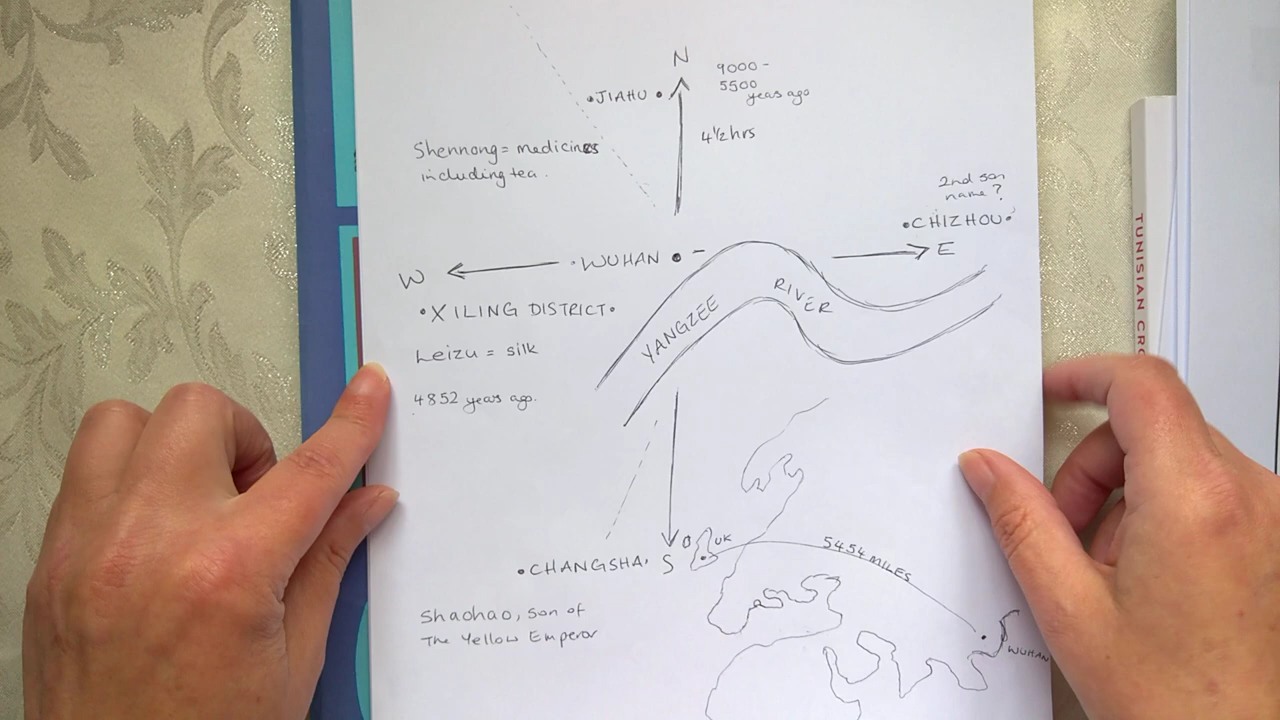 N
9000 -
5500
years ago
•JIAHU •
4½ hrs
Shennong = medicines
including tea.
2nd son
name?
•CHIZHOU•
W
•WUHAN
E
•XILING DISTRICT•
YANGZEE RIVER
Leizu = silk
4852 years ago.
•CHANGSHA•
S
UK
5454 MILES
Shaohao, son of
The Yellow Emperor
WUHAN
TUNISIAN CRO